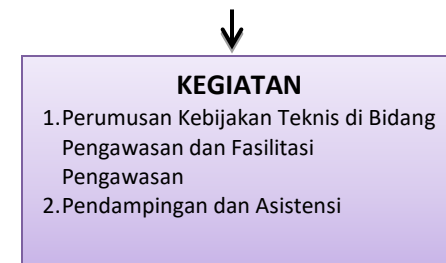 KEGIATAN
1.Perumusan Kebijakan Teknis di Bidang
Pengawasan dan Fasilitasi
Pengawasan
2.Pendampingan dan Asistensi